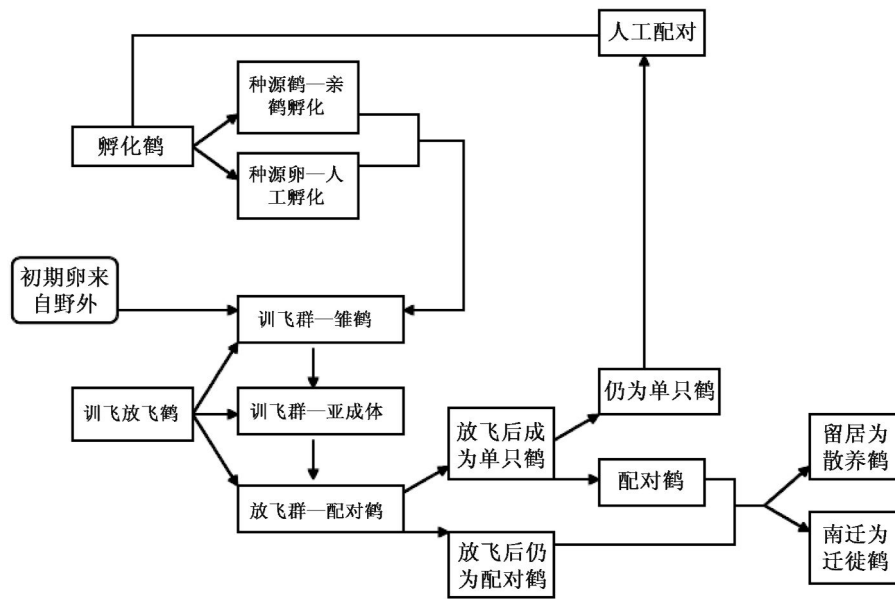 人工配对
种源鹤—亲
鹤孵化
孵化鹤
种源卵—人
工孵化
初期卵来
自野外
训飞群—雏鹤
训飞放飞鹤
训飞群—亚成体
放飞后成
为单只鹤
仍为单只鹤
留居为
散养鹤
放飞群—配对鹤
配对鹤
放飞后仍
为配对鹤
南迁为
迁徙鹤